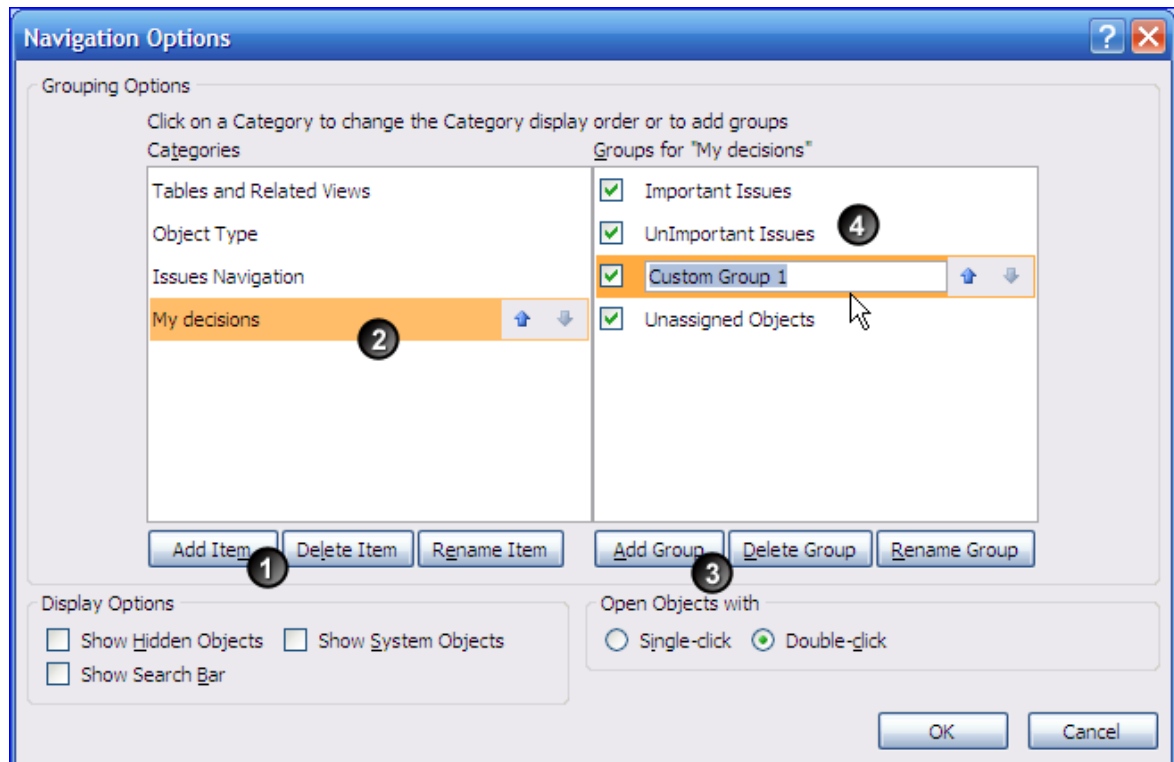 Navigation Options
Grouping Options
Click on a Category to change the Category display order or to add groups
Categories
Groups for "My decisions"
Tables and Related Views
Object Type
Issues Navigation
My decisions
2
Important Issues
UnImportant Issues
4
Custom Group 1
Unassigned Objects
Add Item
1
Delete Item
Rename Item
Add Group
3
Delete Group
Rename Group
Display Options
Show Hidden Objects
Show System Objects
Show Search Bar
Open Objects with
Single-click
Double-click
OK
Cancel